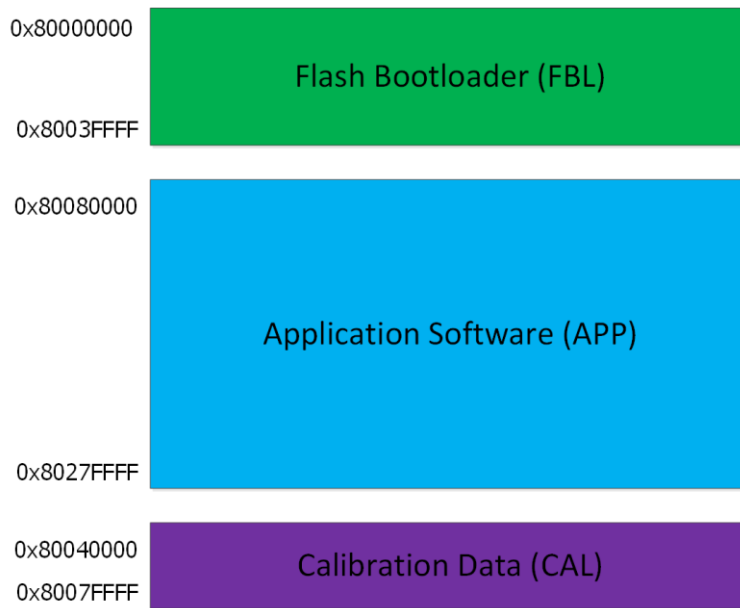 0x80000000
Flash Bootloader (FBL)
0x8003FFFF
0x80080000
Application Software (APP)
0x8027FFFF
0x80040000
Calibration Data (CAL)
0x8007FFFF